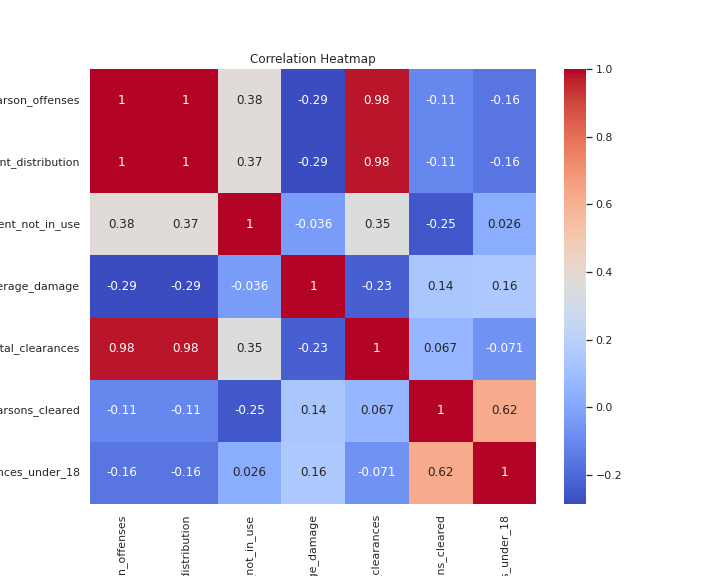 Correlation Heatmap
arson_offenses 1 1 0.38 -0.29 0.98 -0.11 -0.16
nt_distribution 1 1 0.37 -0.29 0.98 -0.11 -0.16
ent_not_in_use 0.38 0.37 1 -0.036 0.35 -0.25 0.026
erage_damage -0.29 -0.29 -0.036 1 -0.23 0.14 0.16
tal_clearances 0.98 0.98 0.35 -0.23 1 0.067 -0.071
arsons_cleared -0.11 -0.11 -0.25 0.14 0.067 1 0.62
nces_under_18 -0.16 -0.16 0.026 0.16 -0.071 0.62 1
n_offenses
distribution
not_in_use
ge_damage
clearances
ns_cleared
s_under_18
1.0
0.8
0.6
0.4
0.2
0.0
−0.2